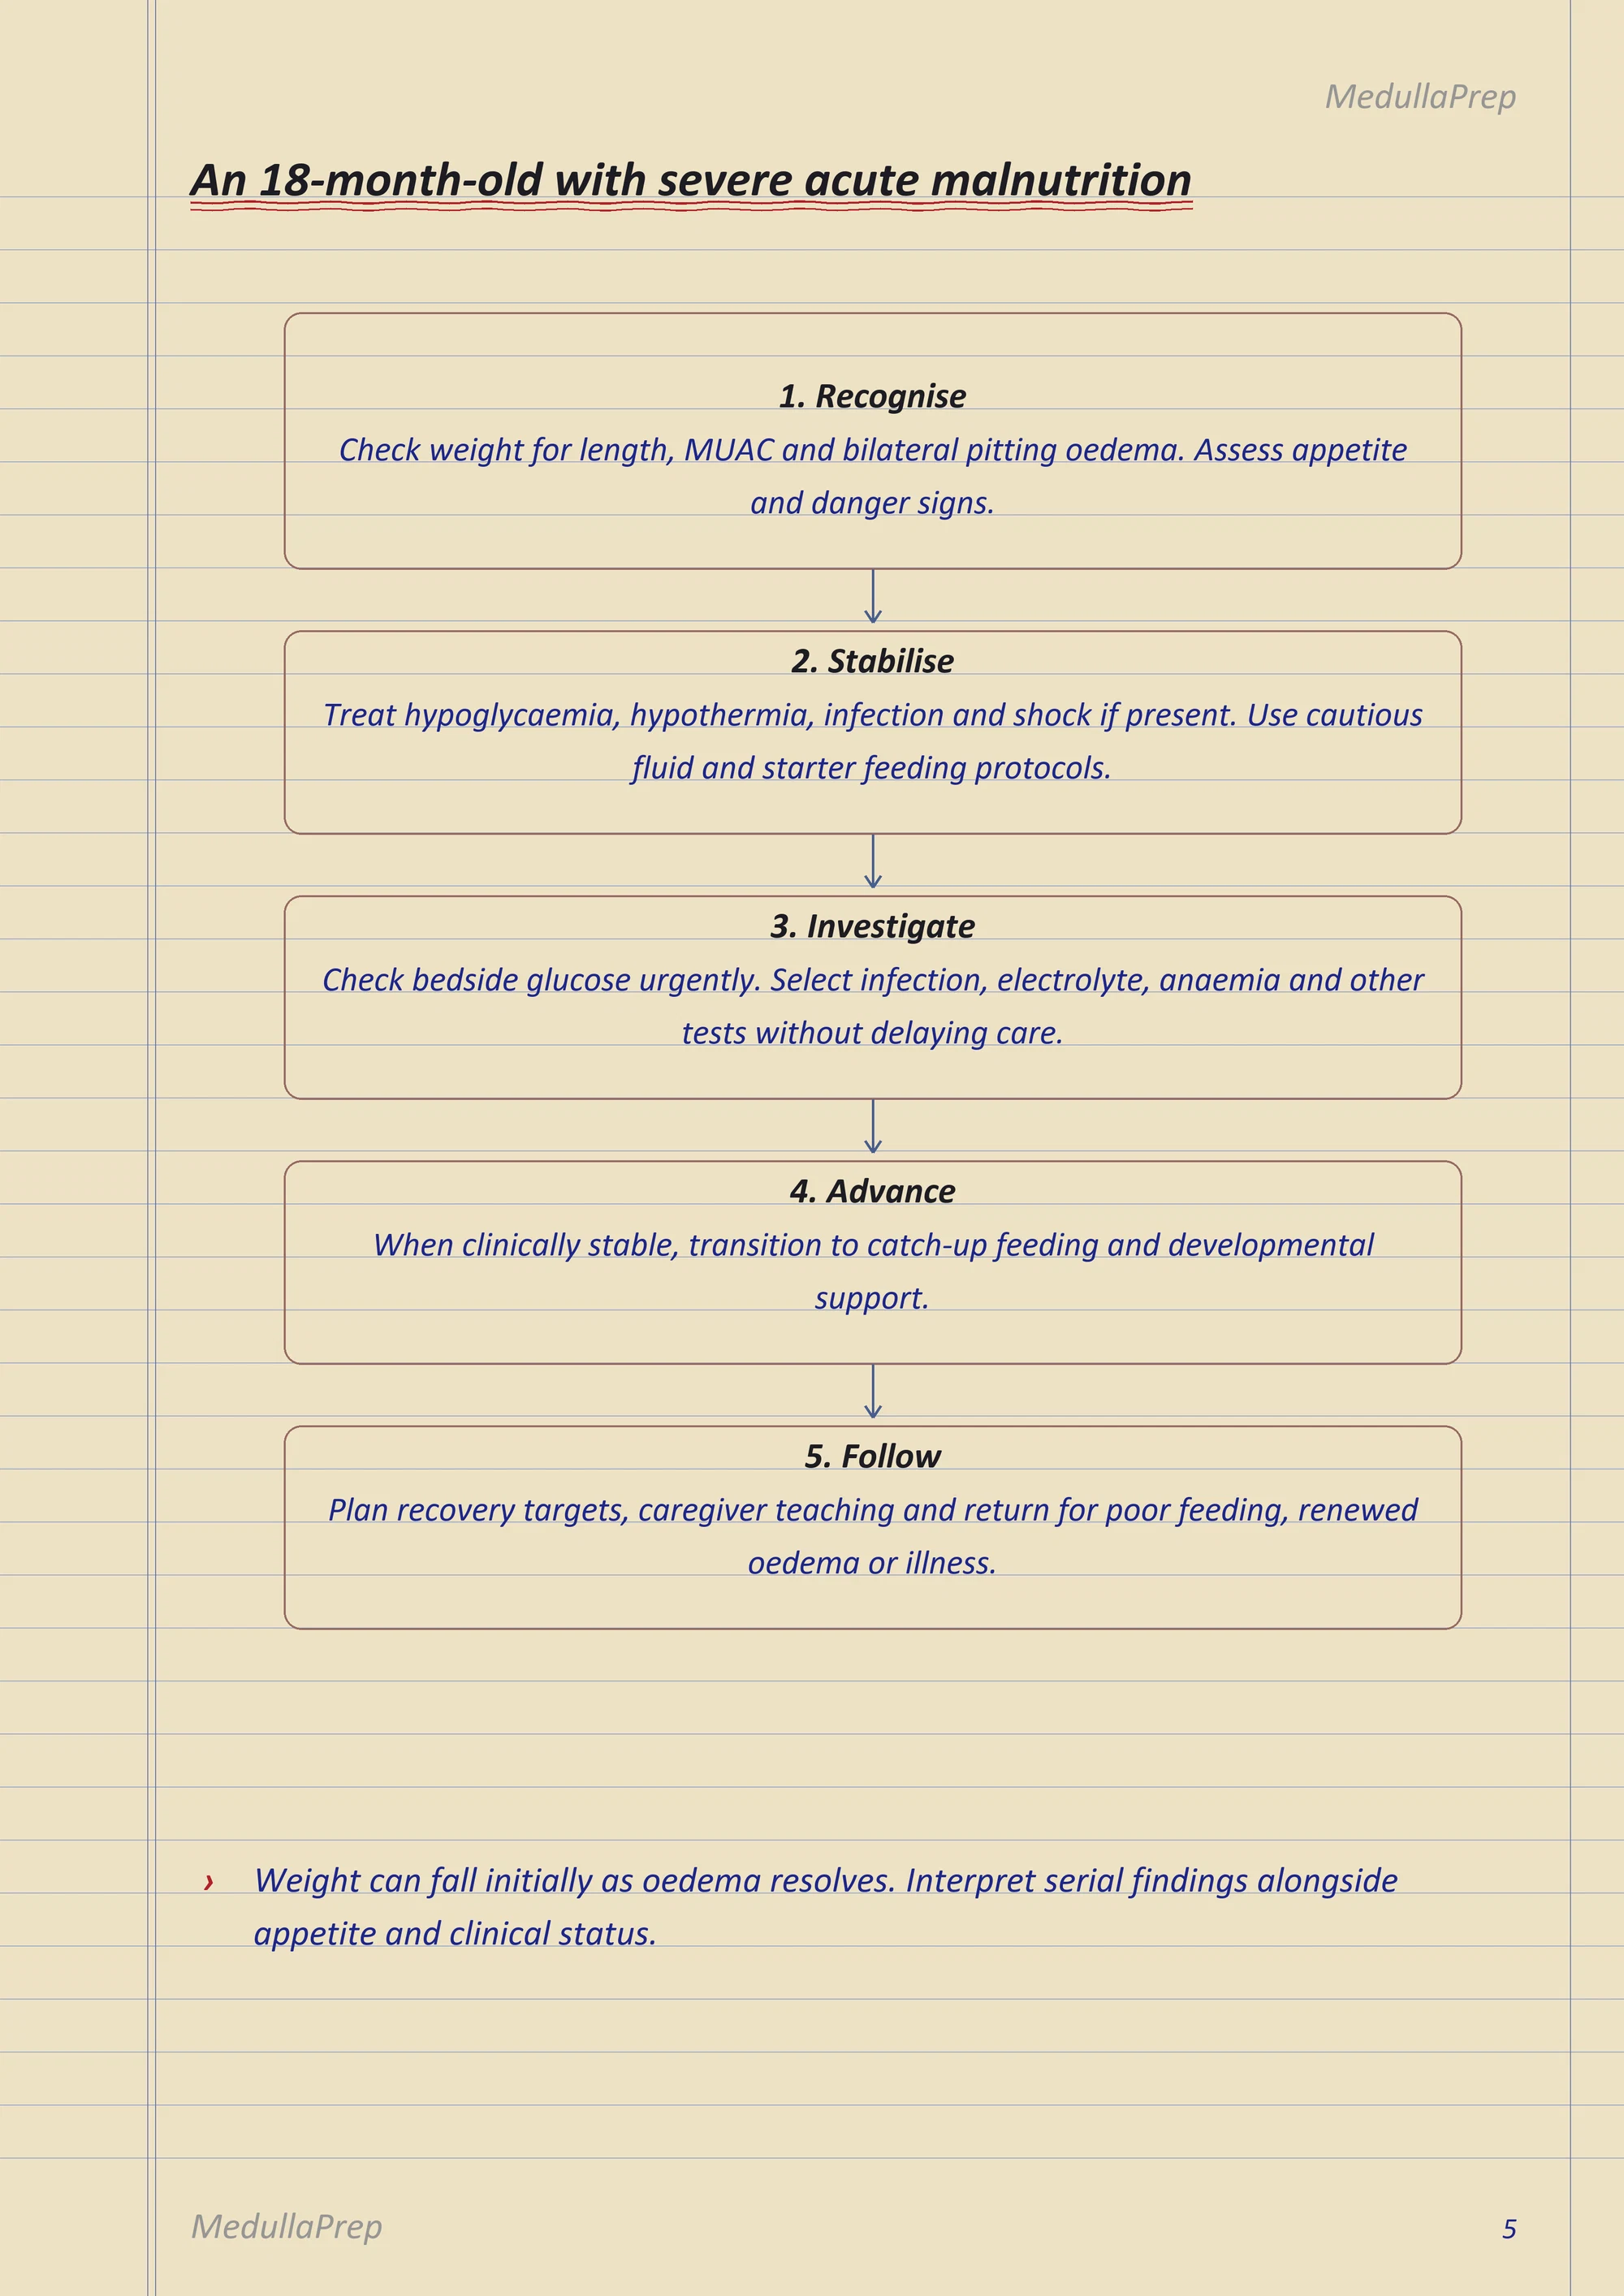 MedullaPrep
An 18-month-old with severe acute malnutrition
1. Recognise
Check weight for length, MUAC and bilateral pitting oedema. Assess appetite
and danger signs.
2. Stabilise
Treat hypoglycaemia, hypothermia, infection and shock if present. Use cautious
fluid and starter feeding protocols.
3. Investigate
Check bedside glucose urgently. Select infection, electrolyte, anaemia and other
tests without delaying care.
4. Advance
When clinically stable, transition to catch-up feeding and developmental
support.
5. Follow
Plan recovery targets, caregiver teaching and return for poor feeding, renewed
oedema or illness.
› Weight can fall initially as oedema resolves. Interpret serial findings alongside
appetite and clinical status.
MedullaPrep
5